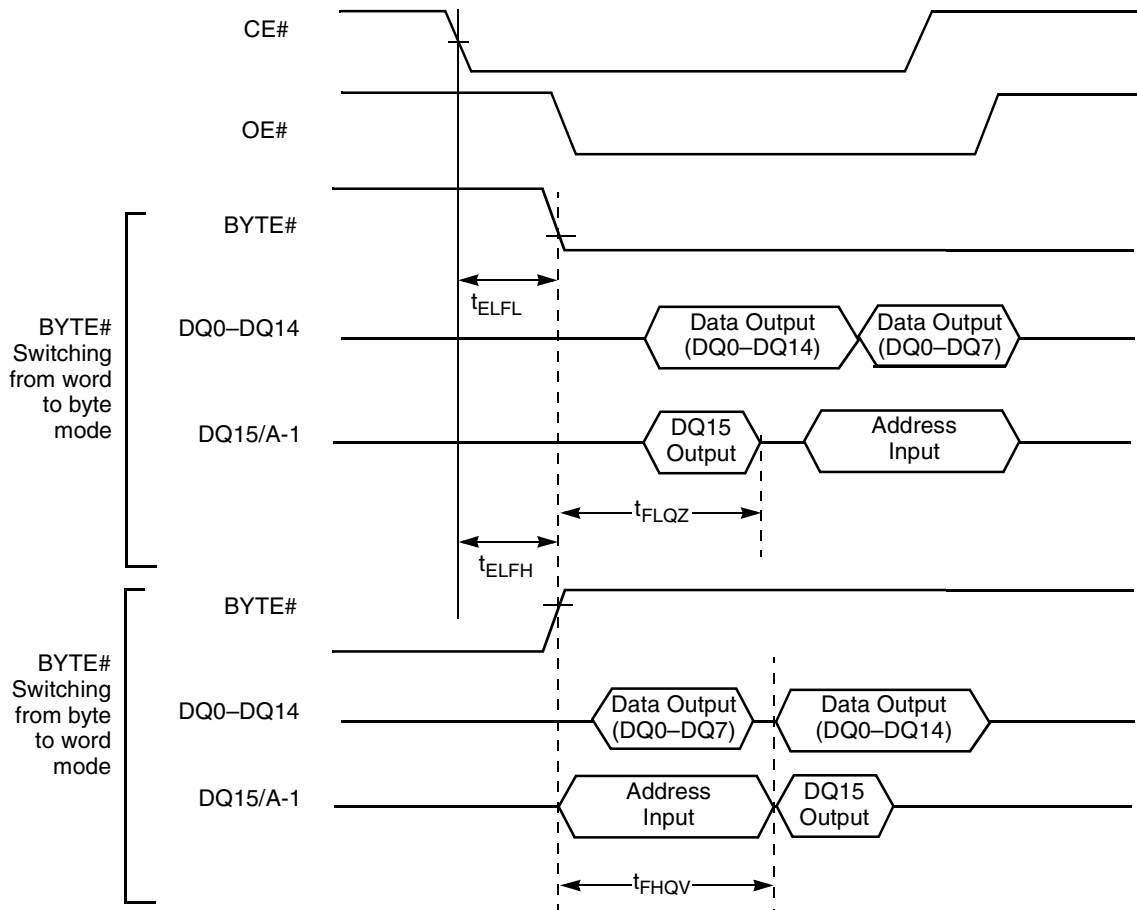 CE#
OE#
BYTE#
tELFL
BYTE#
Switching
from word
to byte
mode
DQ0–DQ14
Data Output
(DQ0–DQ14)
Data Output
(DQ0–DQ7)
DQ15/A-1
DQ15
Output
Address
Input
tFLQZ
tELFH
BYTE#
BYTE#
Switching
from byte
to word
mode
DQ0–DQ14
Data Output
(DQ0–DQ7)
Data Output
(DQ0–DQ14)
DQ15/A-1
Address
Input
DQ15
Output
tFHQV